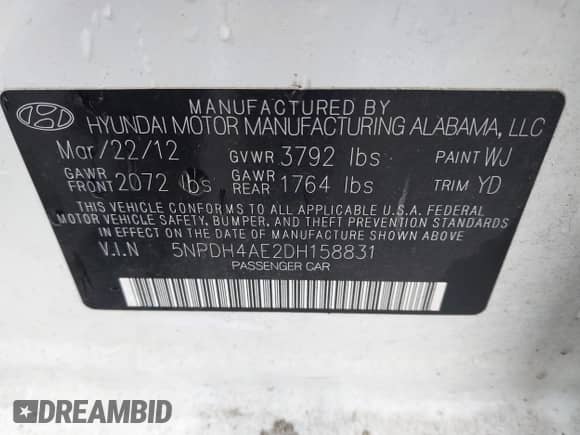 MANUFACTURED BY
HYUNDAI MOTOR MANUFACTURING ALABAMA, LLC
Mar/22/12 GVWR 3792 lbs PAINT WJ
GAWR FRONT 2072 lbs GAWR REAR 1764 lbs TRIM YD
THIS VEHICLE CONFORMS TO ALL APPLICABLE U.S.A. FEDERAL
MOTOR VEHICLE SAFETY, BUMPER, AND THEFT PREVENTION STANDARDS
IN EFFECT ON THE DATE OF MANUFACTURE SHOWN ABOVE
V.I.N 5NPDH4AE2DH158831
PASSENGER CAR
DREAMBID